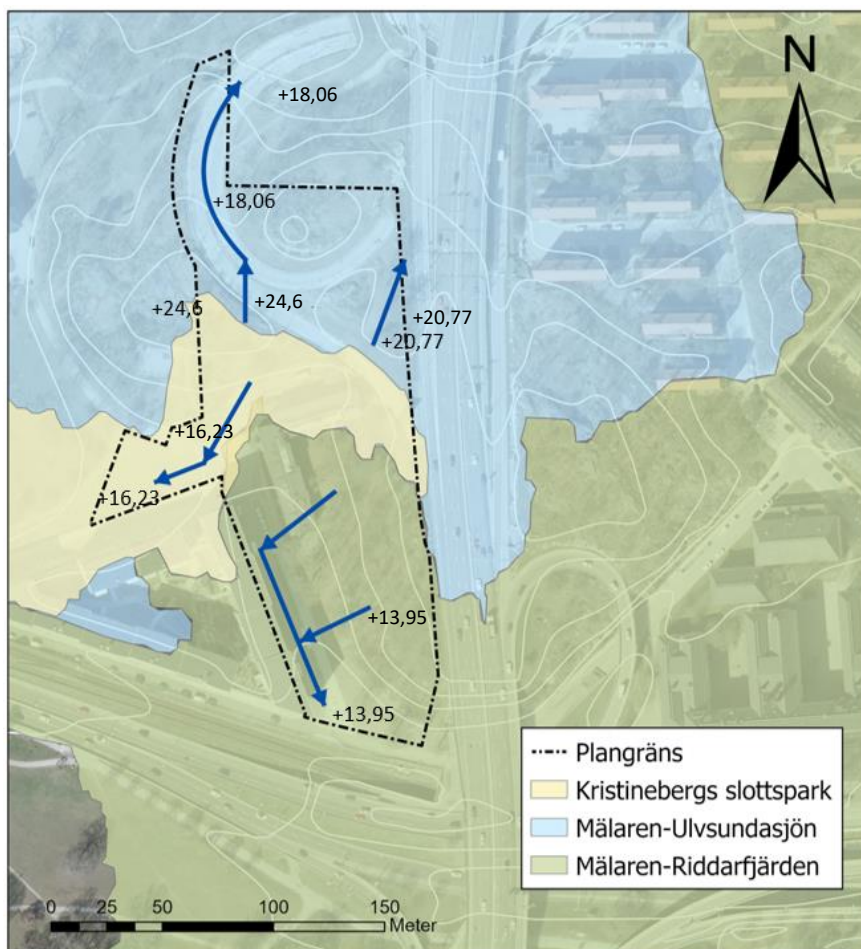 N
+18,06
+18,06
+24,6
+24,6
+20,77
+20,77
+16,23
+16,23
+13,95
+13,95
Plangräns
Kristinebergs slottspark
Mälaren-Ulvsundasjön
Mälaren-Riddarfjärden
0 50 100 150
Meter